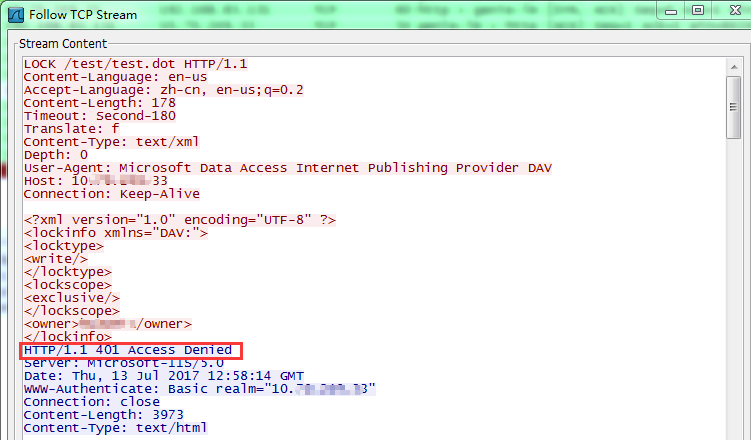 Follow TCP Stream
Stream Content
LOCK /test/test.dot HTTP/1.1
Content-Language: en-us
Accept-Language: zh-cn, en-us;q=0.2
Content-Length: 178
Timeout: Second-180
Translate: f
Content-Type: text/xml
Depth: 0
User-Agent: Microsoft Data Access Internet Publishing Provider DAV
Host: 10. 33
Connection: Keep-Alive
<?xml version="1.0" encoding="UTF-8" ?>
<lockinfo xmlns="DAV:">
<locktype>
<write/>
</locktype>
<lockscope>
<exclusive/>
</lockscope>
<owner> /owner>
</lockinfo>
HTTP/1.1 401 Access Denied
Server: Microsoft-IIS/5.0
Date: Thu, 13 Jul 2017 12:58:14 GMT
WWW-Authenticate: Basic realm="10. "
Connection: close
Content-Length: 3973
Content-Type: text/html